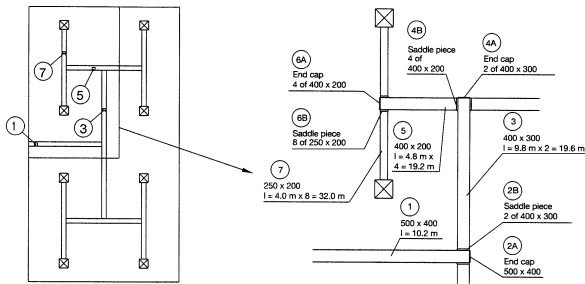 7
5
3
1
6A
End cap
4 of 400 x 200
4B
Saddle piece
4 of
400 x 200
4A
End cap
2 of 400 x 300
6B
Saddle piece
8 of 250 x 200
5
400 x 200
l = 4.8 m x
4 = 19.2 m
3
400 x 300
l = 9.8 m x 2 = 19.6 m
7
250 x 200
l = 4.0 m x 8 = 32.0 m
1
500 x 400
l = 10.2 m
2B
Saddle piece
2 of 400 x 300
2A
End cap
500 x 400